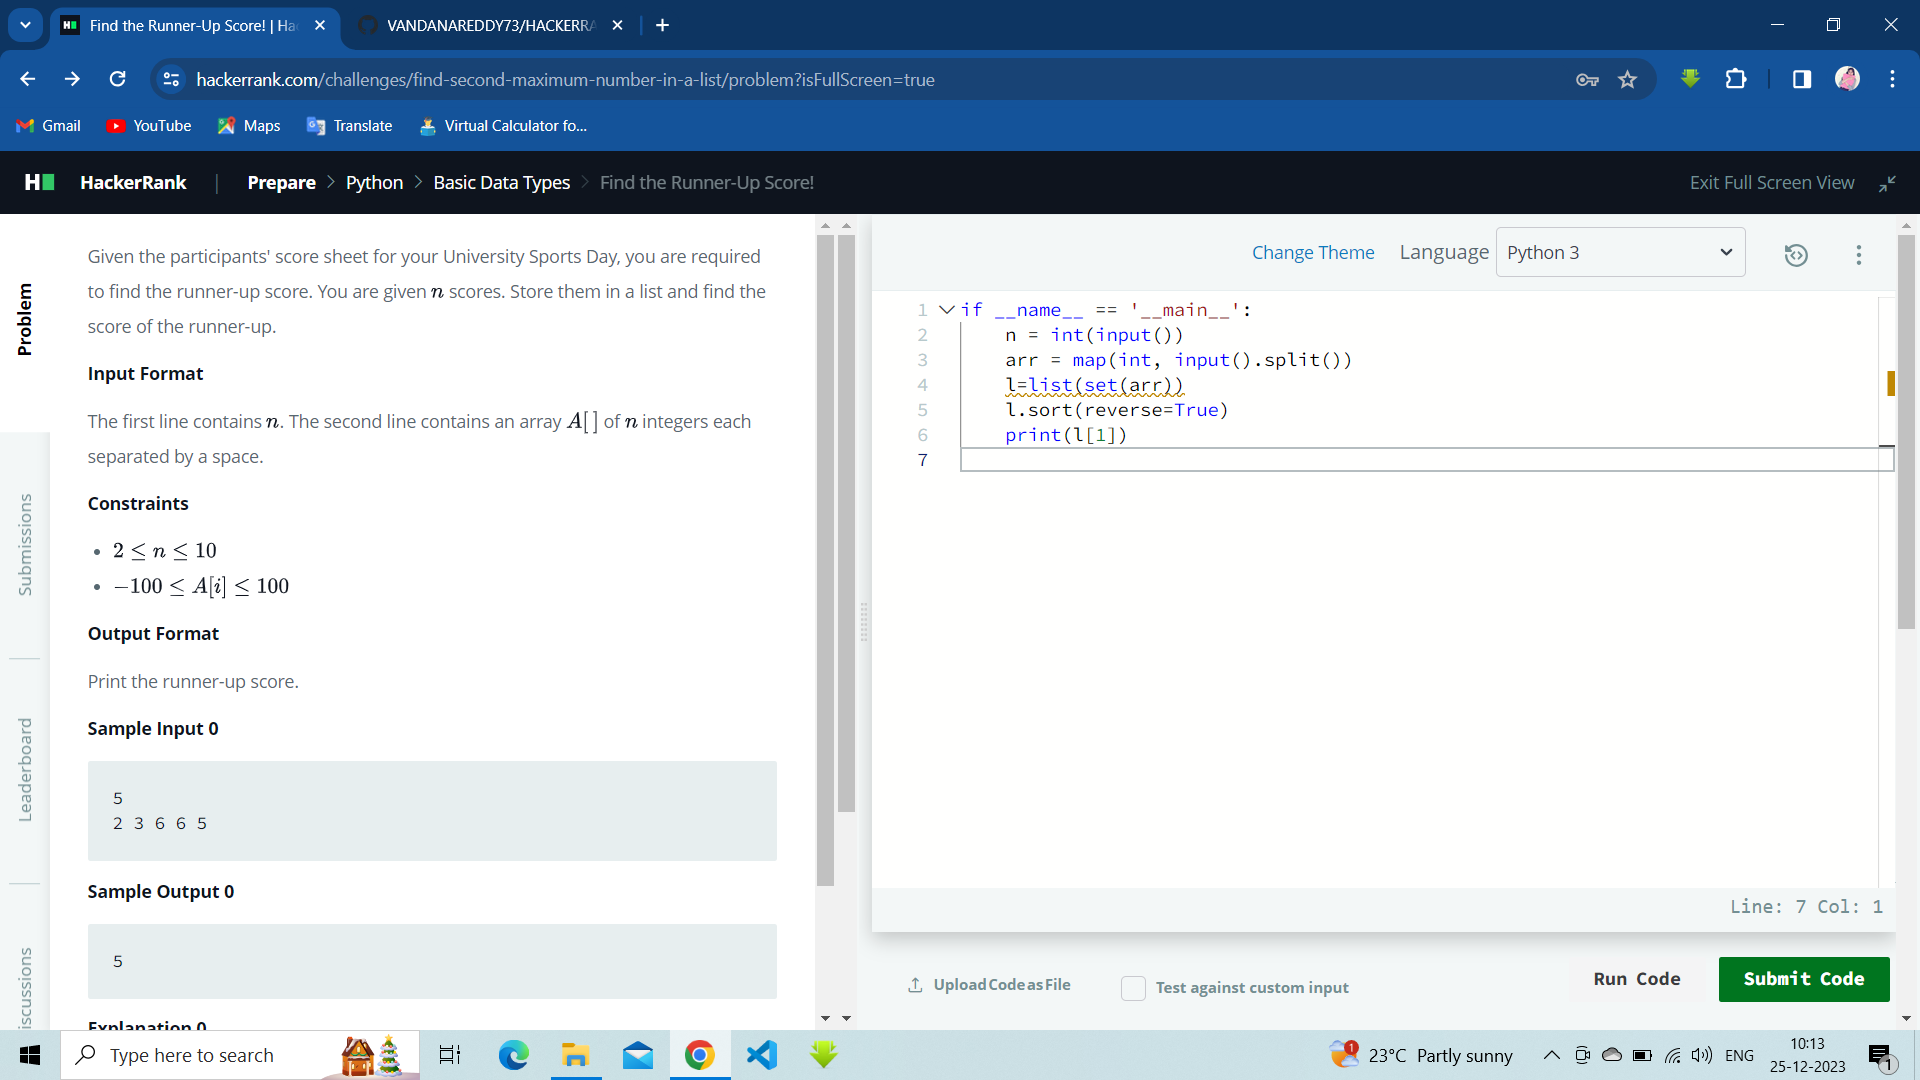 Find the Runner-Up Score! | Ha
VANDANAREDDY73/HACKERRA
hackerrank.com/challenges/find-second-maximum-number-in-a-list/problem?isFullScreen=true
Gmail
YouTube
Maps
Translate
Virtual Calculator fo...
HackerRank
Prepare
Python
Basic Data Types
Find the Runner-Up Score!
Exit Full Screen View
Problem
Submissions
Leaderboard
iscussions
Given the participants' score sheet for your University Sports Day, you are required
to find the runner-up score. You are given n scores. Store them in a list and find the
score of the runner-up.
Input Format
The first line contains n. The second line contains an array A[] of n integers each
separated by a space.
Constraints
• 2 ≤ n ≤ 10
• −100 ≤ A[i] ≤ 100
Output Format
Print the runner-up score.
Sample Input 0
5
2 3 6 6 5
Sample Output 0
5
Explanation 0
Change Theme
Language
Python 3
1 if __name__ == '__main__':
2 n = int(input())
3 arr = map(int, input().split())
4 l=list(set(arr))
5 l.sort(reverse=True)
6 print(l[1])
7
Line: 7 Col: 1
Upload Code as File
Test against custom input
Run Code
Submit Code
Type here to search
1
23°C Partly sunny
ENG
10:13
25-12-2023
1